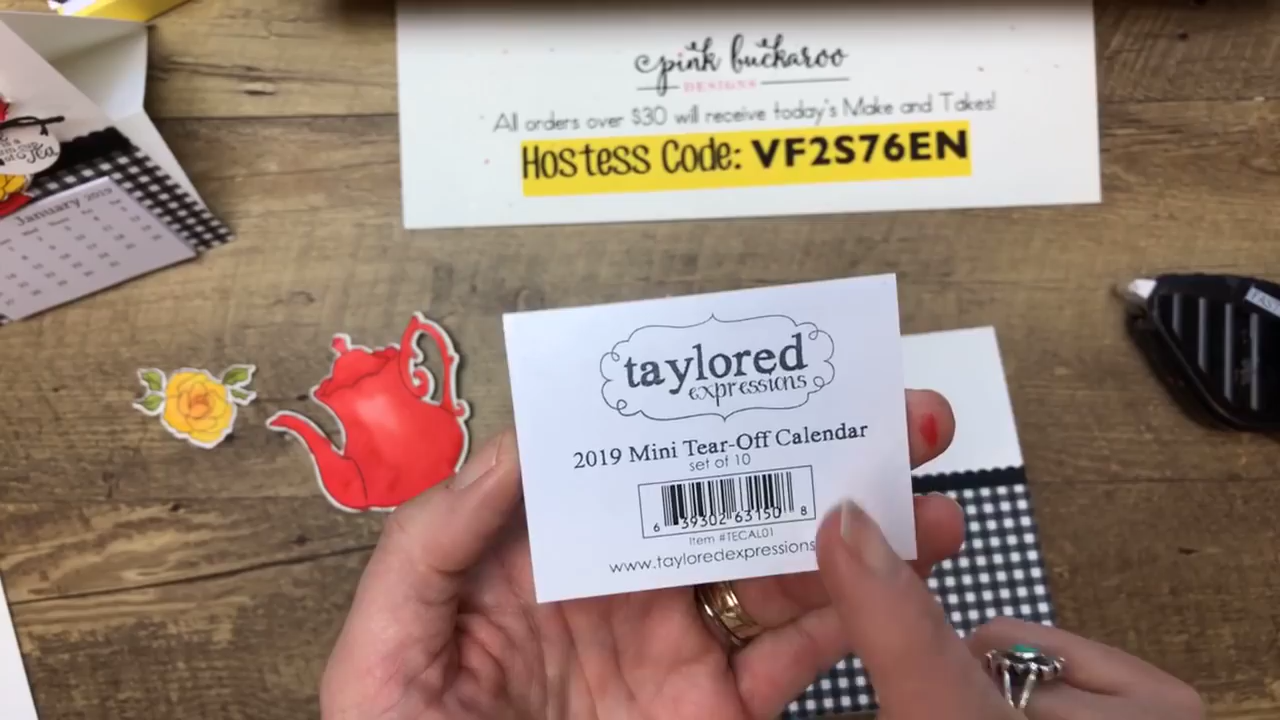 pink buckaroo
DESIGNS
All orders over $30 will receive today's Make and Takes!
Hostess Code: VF2S76EN
Tea
January 2019
taylored
expressions
2019 Mini Tear-Off Calendar
set of 10
6 39302 63150 8
Item #TECAL01
www.tayloredexpressions